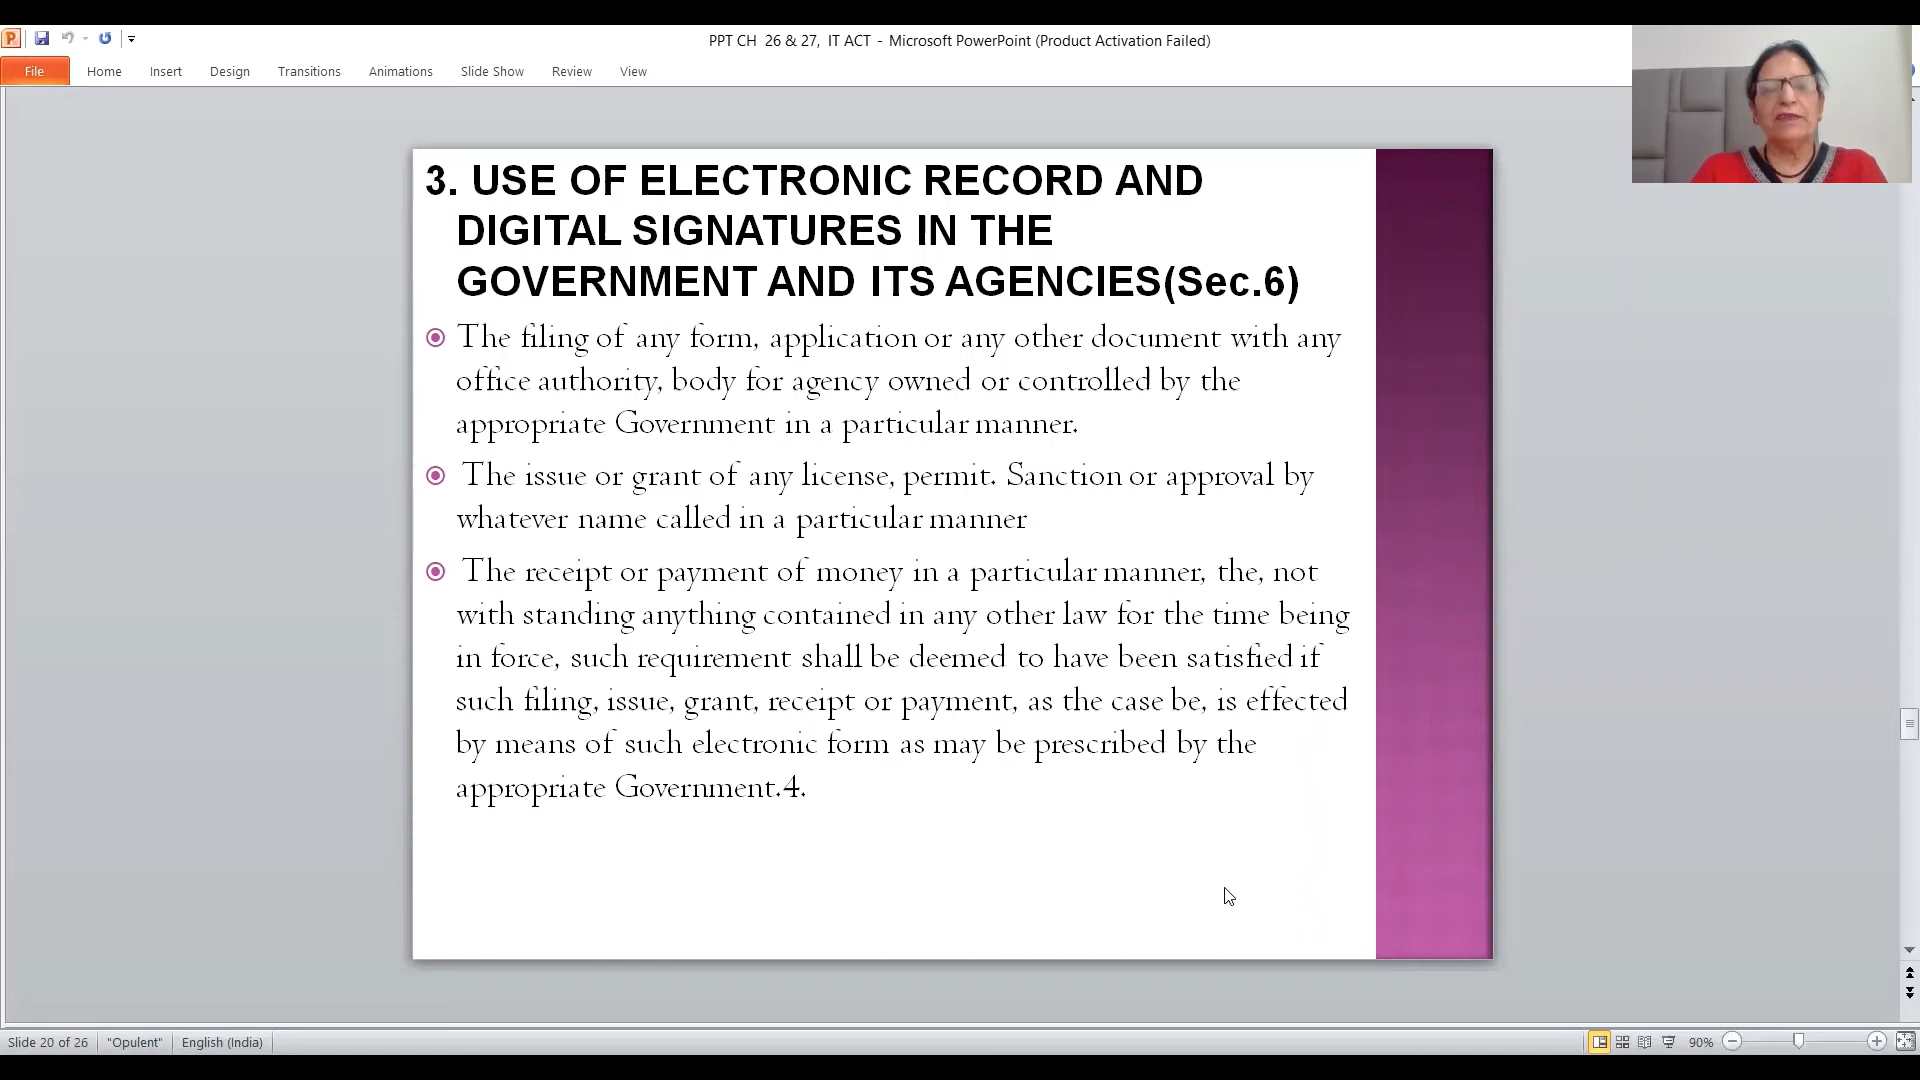 PPT CH 26 & 27, IT ACT - Microsoft PowerPoint (Product Activation Failed)
File Home Insert Design Transitions Animations Slide Show Review View
3. USE OF ELECTRONIC RECORD AND
DIGITAL SIGNATURES IN THE
GOVERNMENT AND ITS AGENCIES(Sec.6)
The filing of any form, application or any other document with any
office authority, body for agency owned or controlled by the
appropriate Government in a particular manner.
The issue or grant of any license, permit. Sanction or approval by
whatever name called in a particular manner
The receipt or payment of money in a particular manner, the, not
with standing anything contained in any other law for the time being
in force, such requirement shall be deemed to have been satisfied if
such filing, issue, grant, receipt or payment, as the case be, is effected
by means of such electronic form as may be prescribed by the
appropriate Government.4.
Slide 20 of 26 "Opulent" English (India) 90%